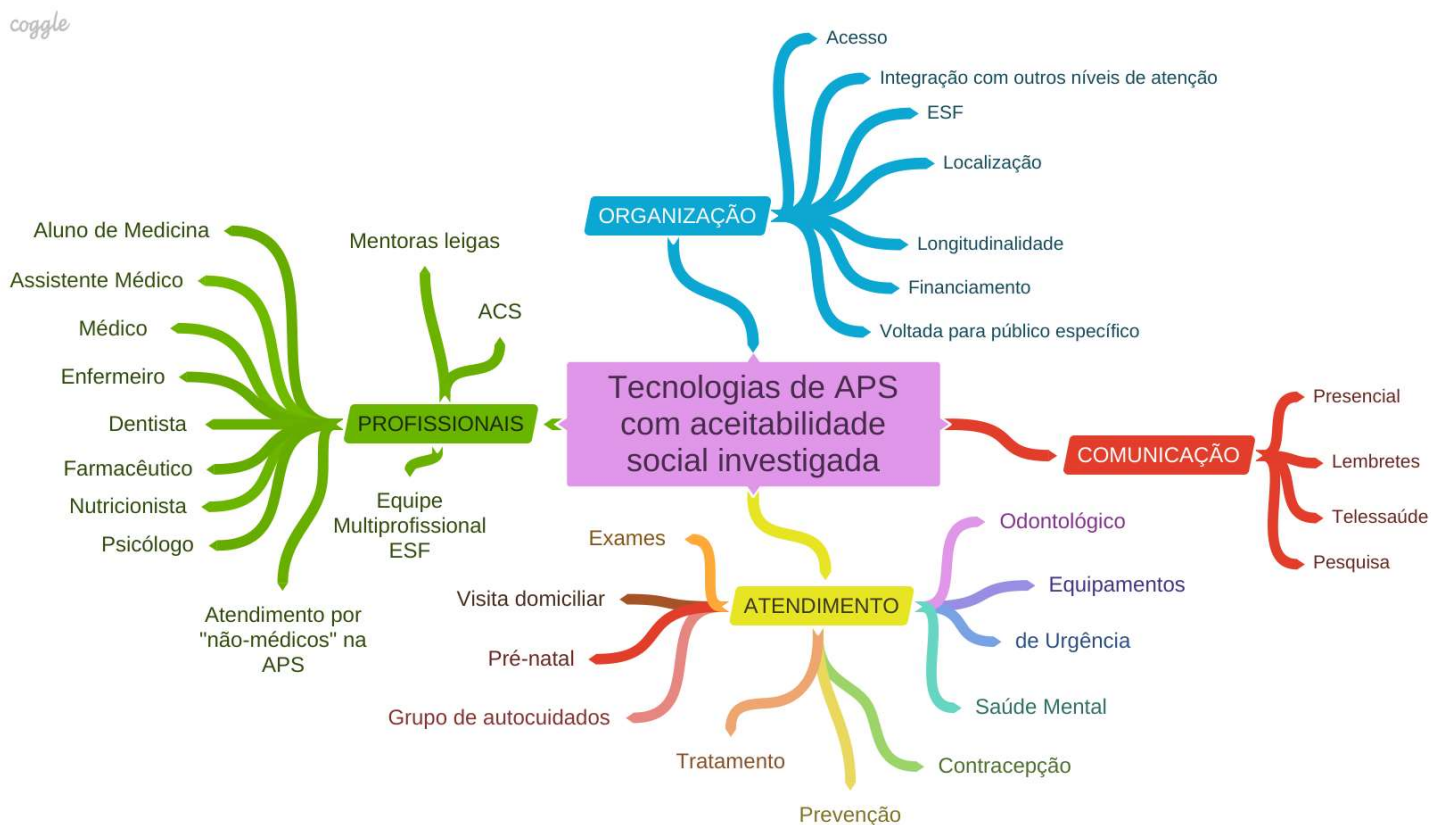 coggle
Tecnologias de APS
com aceitabilidade
social investigada
ORGANIZAÇÃO
Acesso
Integração com outros níveis de atenção
ESF
Localização
Longitudinalidade
Financiamento
Voltada para público específico
COMUNICAÇÃO
Presencial
Lembretes
Telessaúde
Pesquisa
PROFISSIONAIS
Mentoras leigas
ACS
Aluno de Medicina
Assistente Médico
Médico
Enfermeiro
Dentista
Farmacêutico
Nutricionista
Psicólogo
Atendimento por
"não-médicos" na
APS
Equipe
Multiprofissional
ESF
ATENDIMENTO
Exames
Visita domiciliar
Pré-natal
Grupo de autocuidados
Tratamento
Prevenção
Contracepção
Saúde Mental
de Urgência
Equipamentos
Odontológico